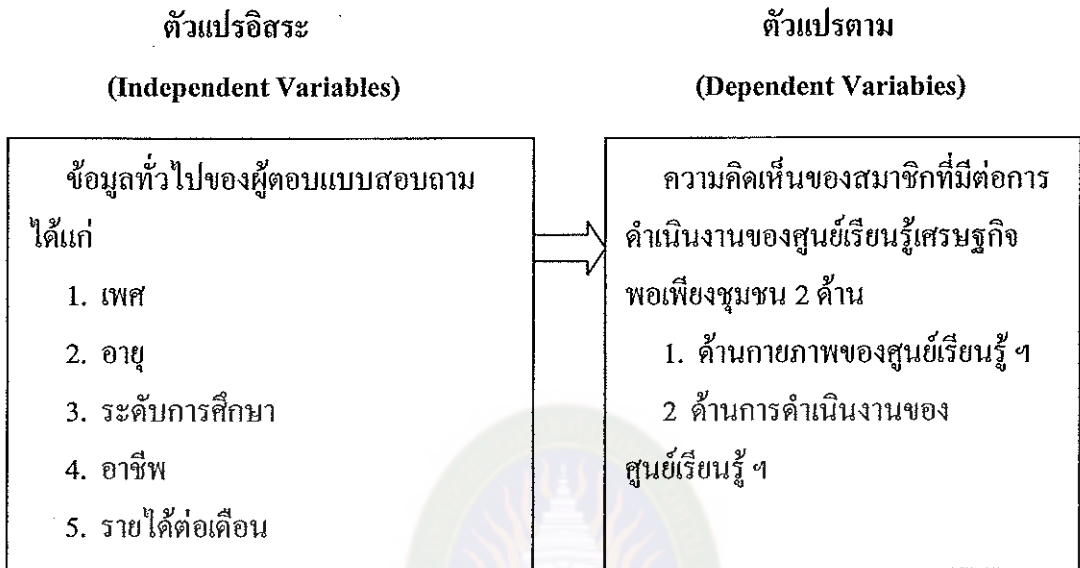 ตัวแปรอิสระ
(Independent Variables)
ข้อมูลทั่วไปของผู้ตอบแบบสอบถาม
ได้แก่
1. เพศ
2. อายุ
3. ระดับการศึกษา
4. อาชีพ
5. รายได้ต่อเดือน
ตัวแปรตาม
(Dependent Variabies)
ความคิดเห็นของสมาชิกที่มีต่อการ
ดำเนินงานของศูนย์เรียนรู้เศรษฐกิจ
พอเพียงชุมชน 2 ด้าน
1. ด้านกายภาพของศูนย์เรียนรู้ ฯ
2 ด้านการดำเนินงานของ
ศูนย์เรียนรู้ ฯ